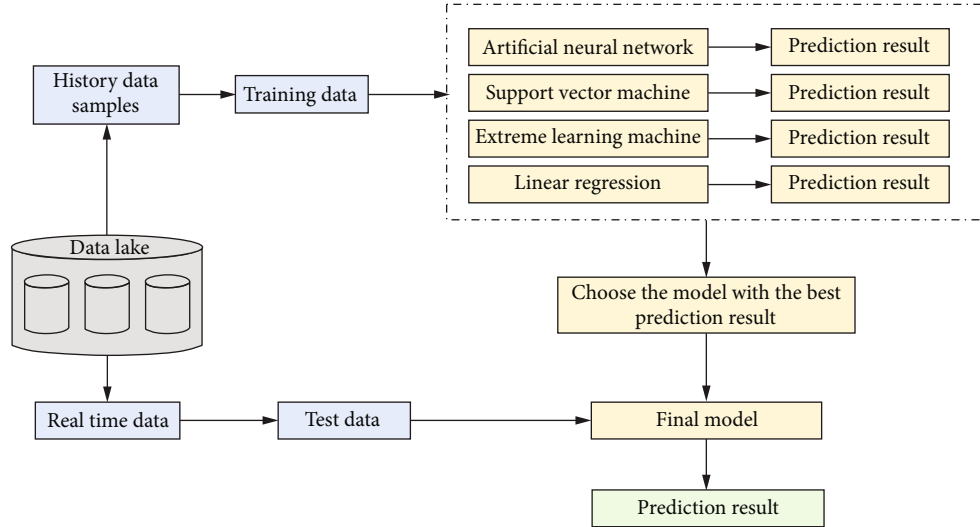 Artificial neural network
Prediction result
History data
samples
Training data
Support vector machine
Prediction result
Extreme learning machine
Prediction result
Linear regression
Prediction result
Data lake
Choose the model with the best
prediction result
Real time data
Test data
Final model
Prediction result